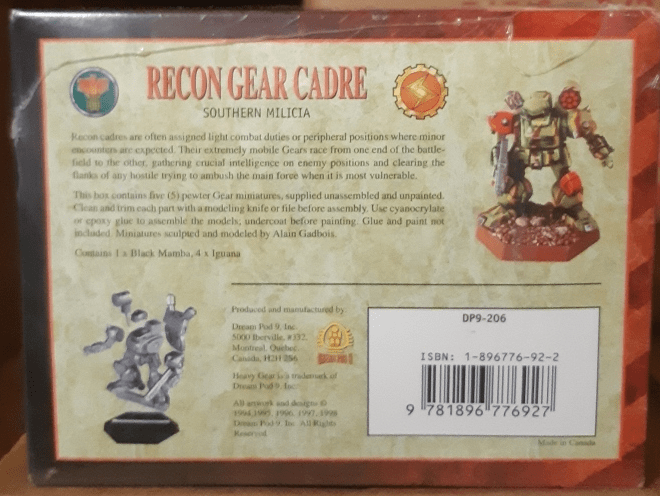 RECON GEAR CADRE
SOUTHERN MILICIA
Recon cadres are often assigned light combat duties or peripheral positions where minor
encounters are expected. Their extremely mobile Gears race from one end of the battle-
field to the other, gathering crucial intelligence on enemy positions and clearing the
flanks of any hostile trying to ambush the main force when it is most vulnerable.
This box contains five (5) pewter Gear miniatures, supplied unassembled and unpainted.
Clean and trim each part with a modeling knife or file before assembly. Use cyanocrylate
or epoxy glue to assemble the models; undercoat before painting. Glue and paint not
included. Miniatures sculpted and modeled by Alain Gadbois.
Contains 1 x Black Mamba, 4 x Iguana
Produced and manufactured by
Dream Pod 9, Inc.
5000 Iberville, #332,
Montreal, Quebec
Canada, H2H 2S6
DREAM POD 9
Heavy Gear is a trademark of
Dream Pod 9, Inc.
All artwork and designs ©
1994, 1995, 1996, 1997, 1998
Dream Pod 9, Inc. All Rights
Reserved.
DP9-206
ISBN: 1-896776-92-2
9 781896 776927
Made in Canada